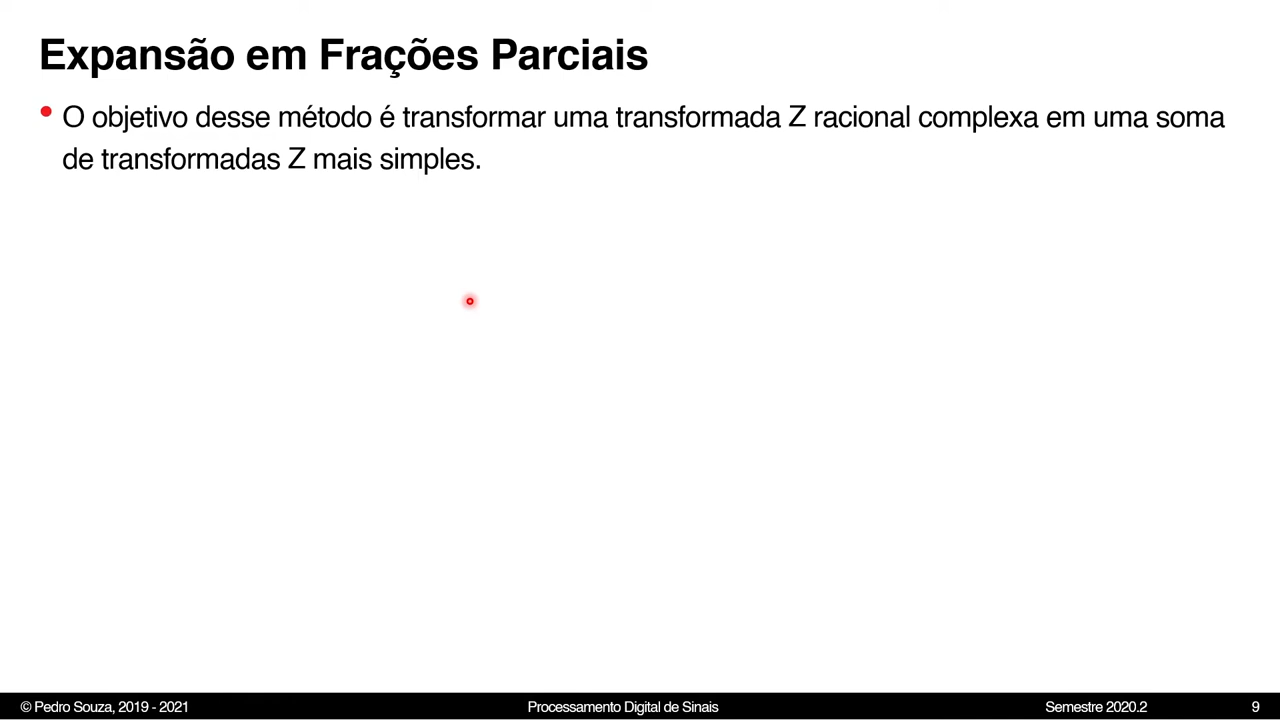 Expansão em Frações Parciais
• O objetivo desse método é transformar uma transformada Z racional complexa em uma soma
de transformadas Z mais simples.
© Pedro Souza, 2019 - 2021 Processamento Digital de Sinais Semestre 2020.2 9